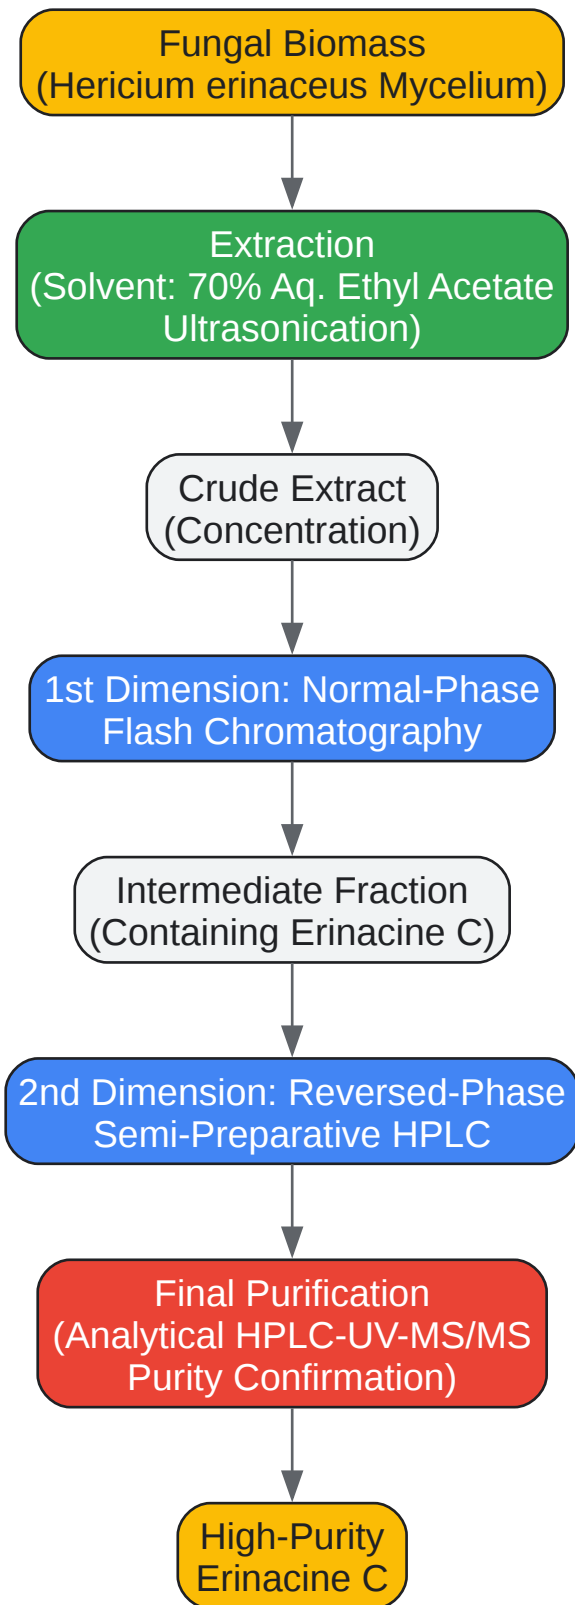 Fungal Biomass
(Hericium erinaceus Mycelium)
Extraction
(Solvent: 70% Aq. Ethyl Acetate
Ultrasonication)
Crude Extract
(Concentration)
1st Dimension: Normal-Phase
Flash Chromatography
Intermediate Fraction
(Containing Erinacine C)
2nd Dimension: Reversed-Phase
Semi-Preparative HPLC
Final Purification
(Analytical HPLC-UV-MS/MS
Purity Confirmation)
High-Purity
Erinacine C